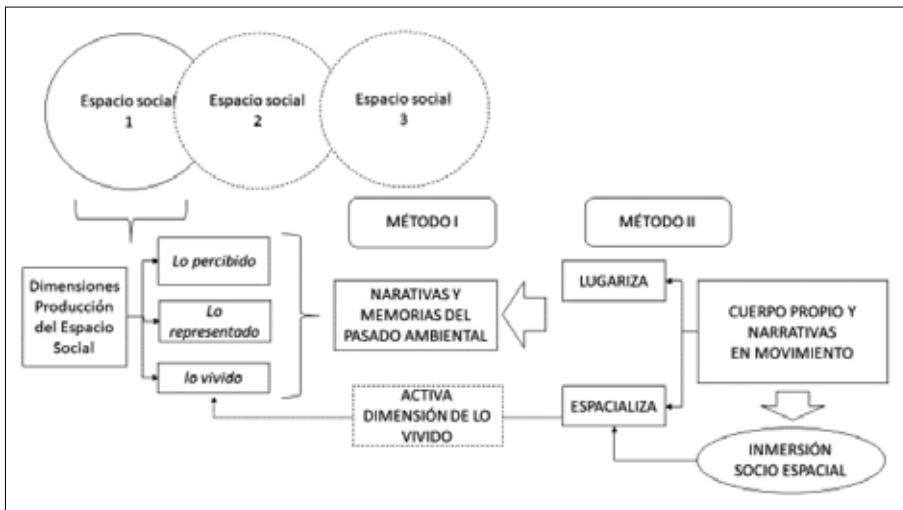 Espacio social
1
Espacio social
2
Espacio social
3
MÉTODO I
MÉTODO II
Dimensiones
Producción
del Espacio
Social
Lo percibido
Lo
representado
lo vivido
NARATIVAS Y
MEMORIAS DEL
PASADO AMBIENTAL
LUGARIZA
CUERPO PROPIO Y
NARRATIVAS
EN MOVIMIENTO
ACTIVA
DIMENSIÓN DE LO
VIVIDO
ESPACIALIZA
INMERSIÓN
SOCIO ESPACIAL